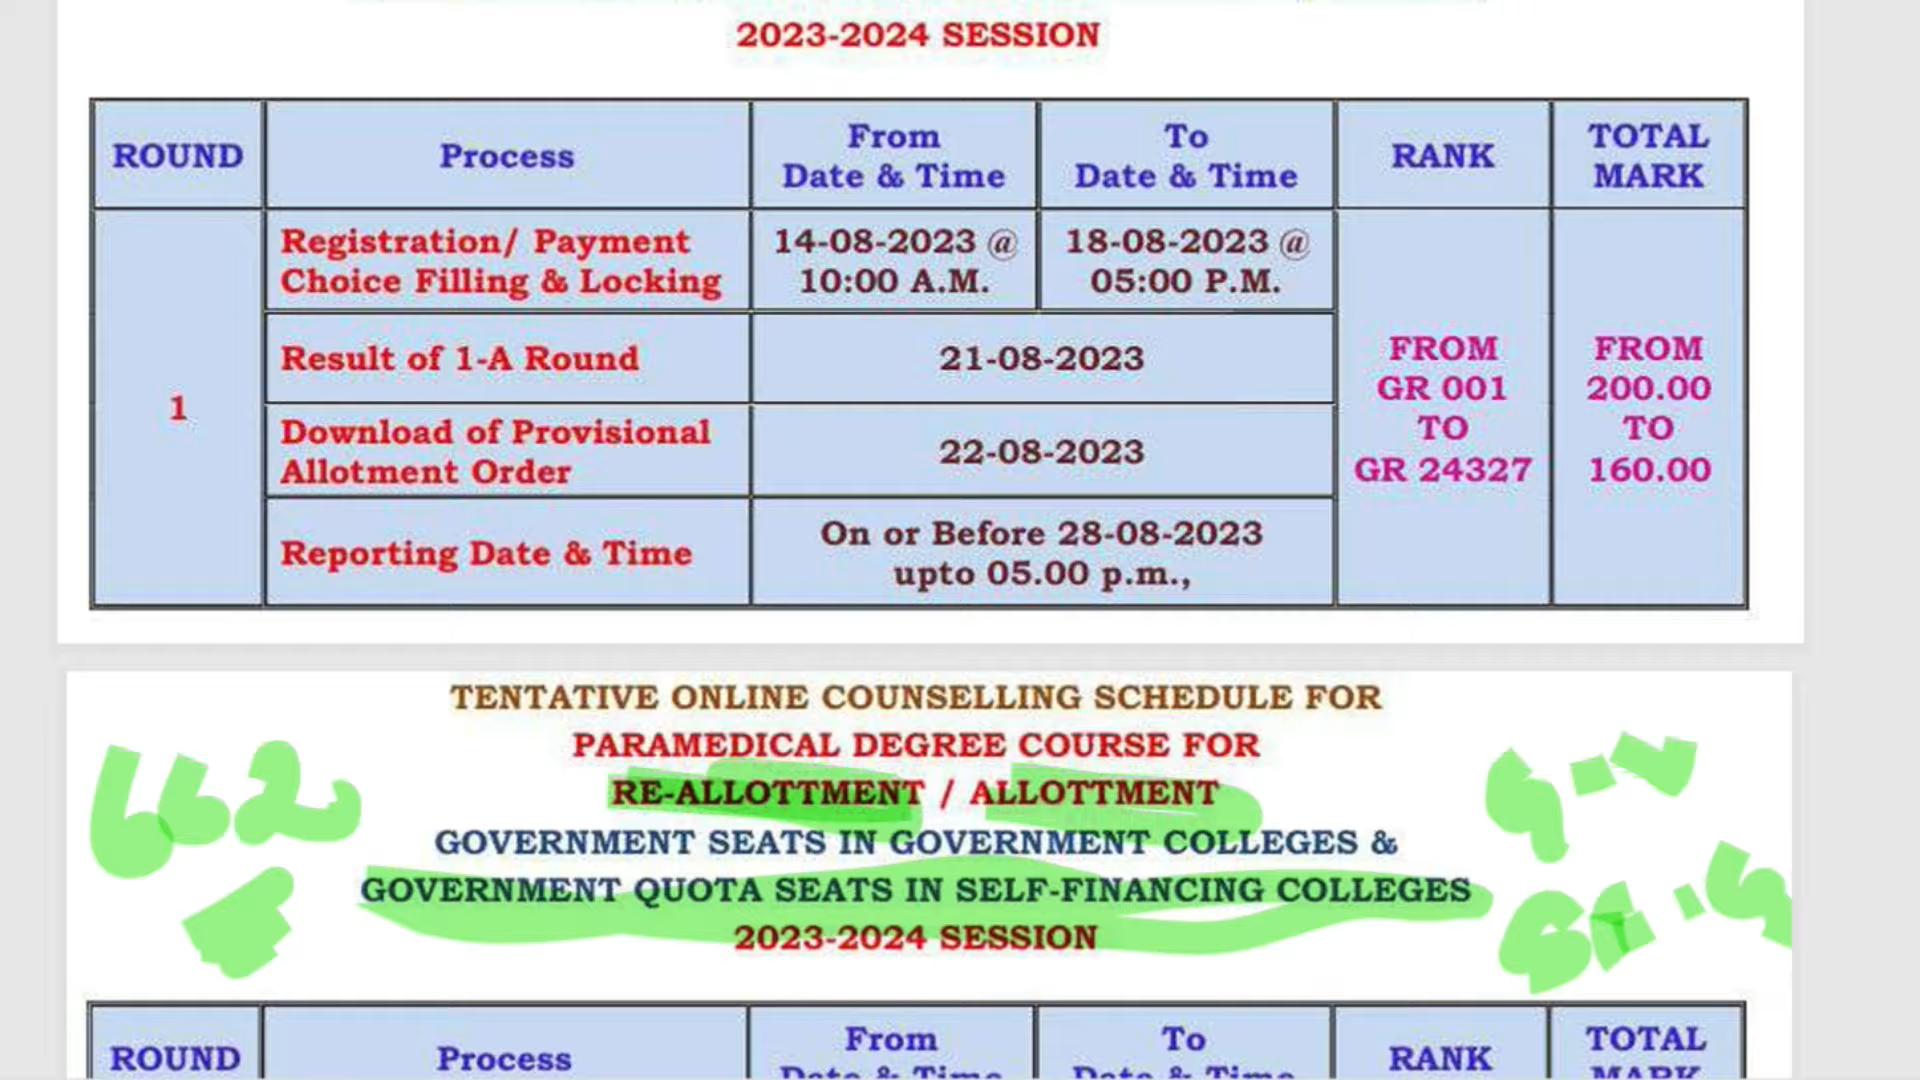 2023-2024 SESSION
ROUND
Process
From
Date & Time
To
Date & Time
RANK
TOTAL
MARK
1
Registration/ Payment
Choice Filling & Locking
14-08-2023 @
10:00 A.M.
18-08-2023 @
05:00 P.M.
Result of 1-A Round
21-08-2023
Download of Provisional
Allotment Order
22-08-2023
Reporting Date & Time
On or Before 28-08-2023
upto 05.00 p.m.,
FROM
GR 001
TO
GR 24327
FROM
200.00
TO
160.00
TENTATIVE ONLINE COUNSELLING SCHEDULE FOR
PARAMEDICAL DEGREE COURSE FOR
RE-ALLOTTMENT / ALLOTTMENT
GOVERNMENT SEATS IN GOVERNMENT COLLEGES &
GOVERNMENT QUOTA SEATS IN SELF-FINANCING COLLEGES
2023-2024 SESSION
ROUND
Process
From
Date & Time
To
Date & Time
RANK
TOTAL
MARK